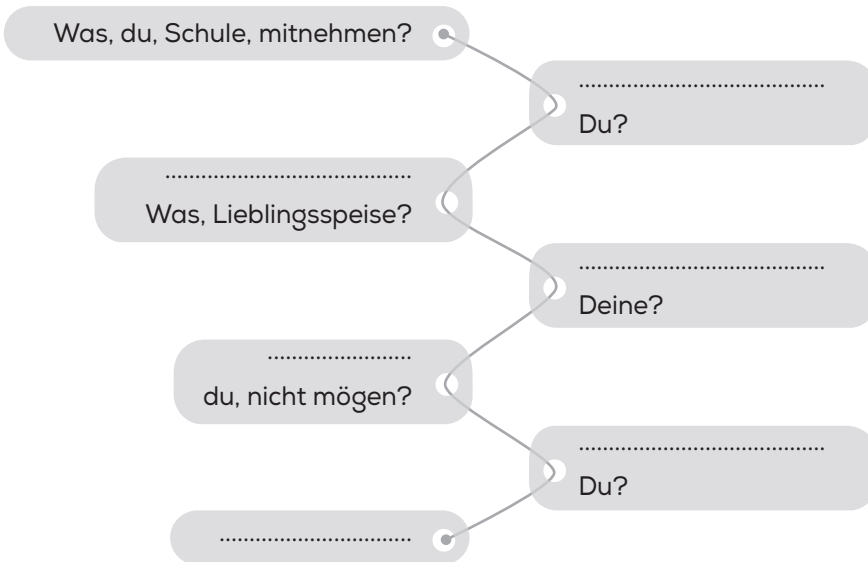 Was, du, Schule, mitnehmen?
.........................................
Du?
.........................................
Was, Lieblingsspeise?
.........................................
Deine?
........................
du, nicht mögen?
.........................................
Du?
................................